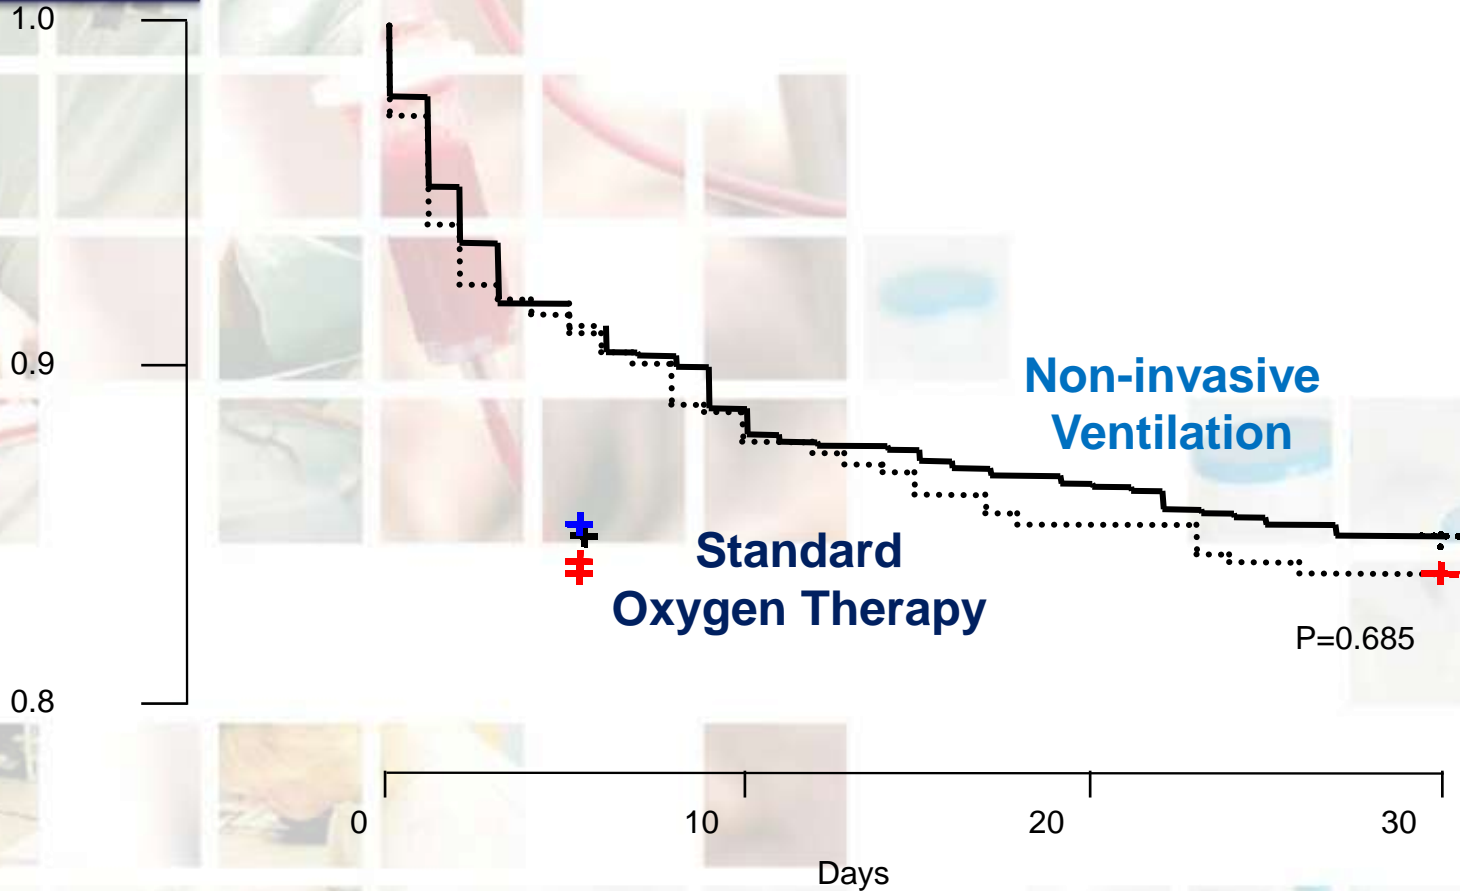 1.0
0.9
Non-invasive
Ventilation
Standard
Oxygen Therapy
P=0.685
0.8
0
10
20
30
Days